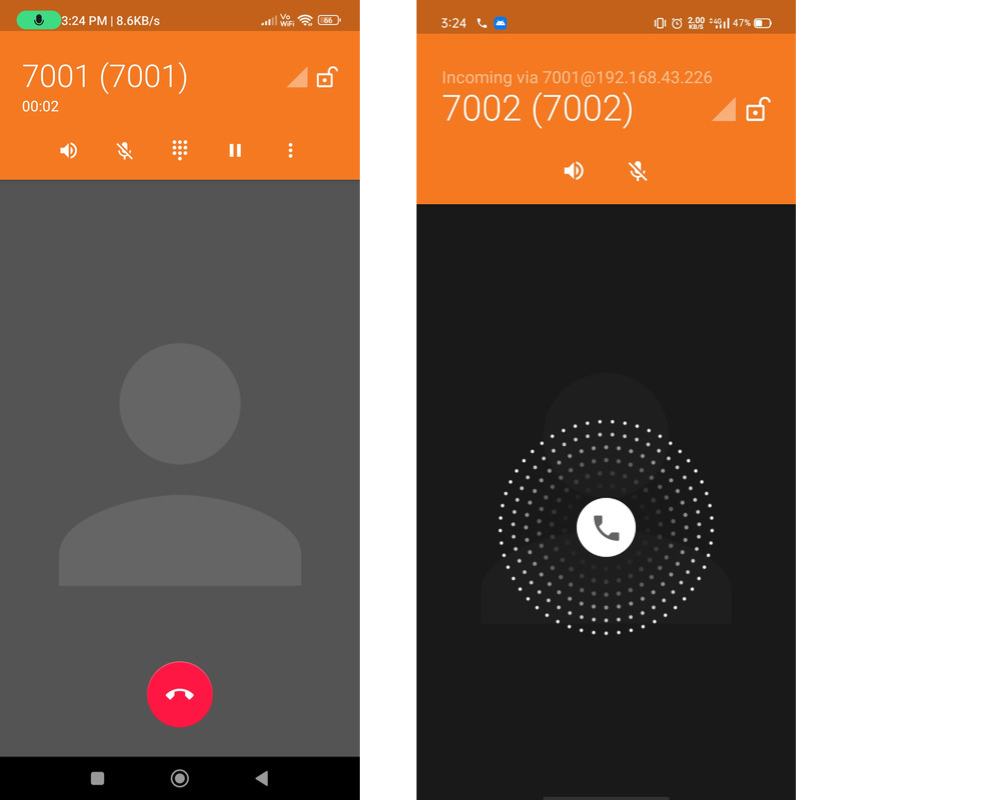 3:24 PM | 8.6KB/s
Vo
WiFi
66
7001 (7001)
00:02
3:24
2.00
KB/S
4G
47%
Incoming via 7001@192.168.43.226
7002 (7002)